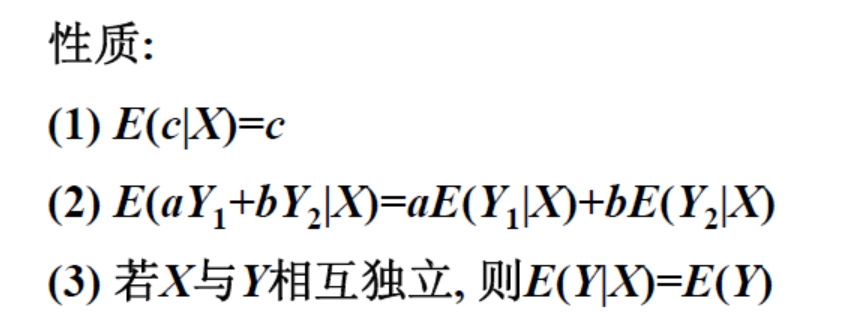 性质:
(1) E(c|X)=c
(2) E(aY₁+bY₂|X)=aE(Y₁|X)+bE(Y₂|X)
(3) 若X与Y相互独立, 则E(Y|X)=E(Y)